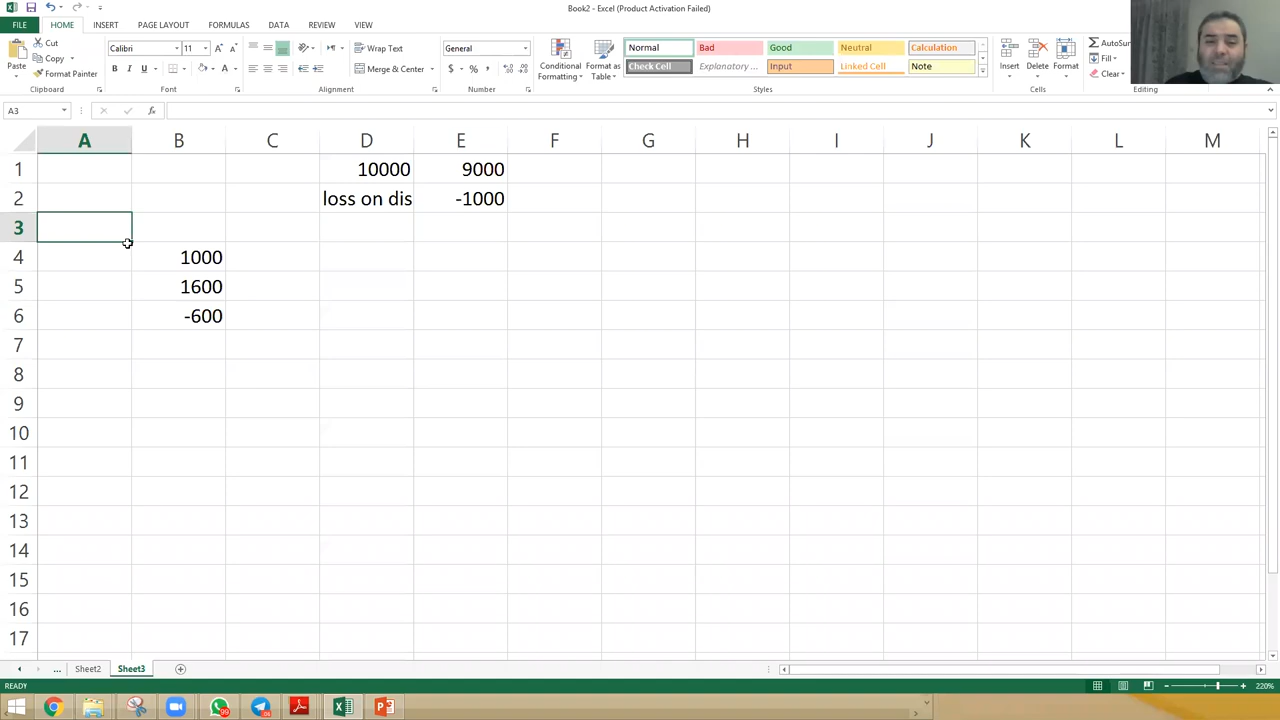 Book2 - Excel (Product Activation Failed)
FILE HOME INSERT PAGE LAYOUT FORMULAS DATA REVIEW VIEW
Cut
Copy
Format Painter
Paste
Clipboard
Calibri 11
B I U
Font
Wrap Text
Merge & Center
Alignment
General
$ % ,
Number
Conditional Formatting
Format as Table
Normal Bad Good Neutral Calculation
Check Cell Explanatory ... Input Linked Cell Note
Styles
Insert Delete Format
Cells
AutoSum
Fill
Clear
Editing
A3
fx
A B C D E F G H I J K L M
1 10000 9000
2 loss on dis -1000
3
4 1000
5 1600
6 -600
7
8
9
10
11
12
13
14
15
16
17
... Sheet2 Sheet3
READY
220%
99